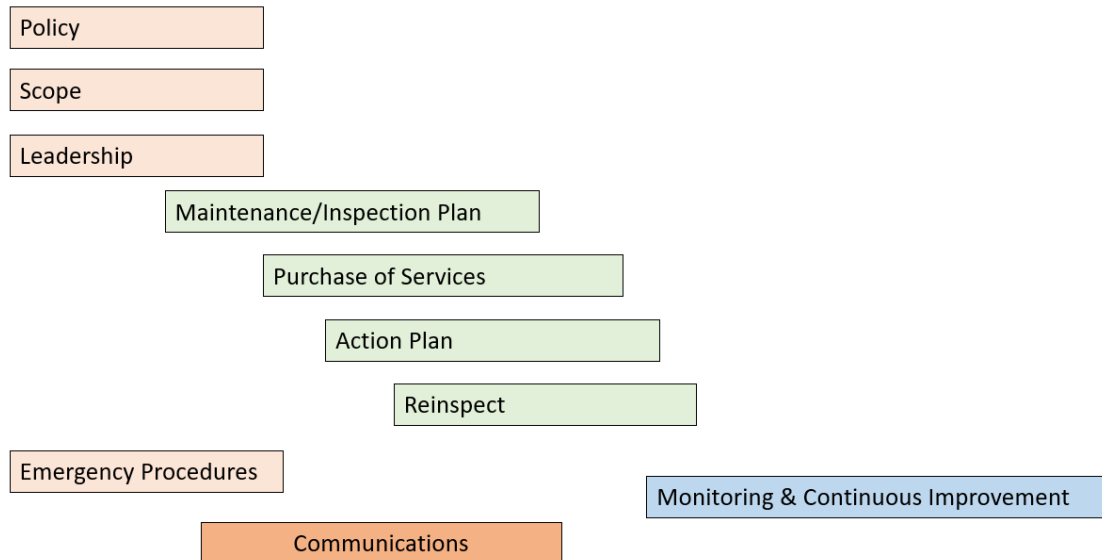 Policy
Scope
Leadership
Maintenance/Inspection Plan
Purchase of Services
Action Plan
Reinspect
Emergency Procedures
Monitoring & Continuous Improvement
Communications